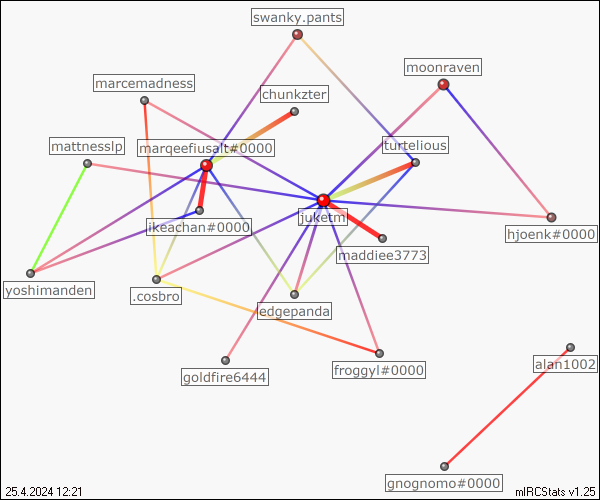 swanky.pants
moonraven
marcemadness
chunkzter
mattnesslp
marqeefiusalt#0000
turtelious
ikeachan#0000
juketm
hjoenk#0000
maddiee3773
yoshimanden
.cosbro
edgepanda
goldfire6444
froggyl#0000
alan1002
gnognomo#0000
25.4.2024 12:21
mIRCStats v1.25